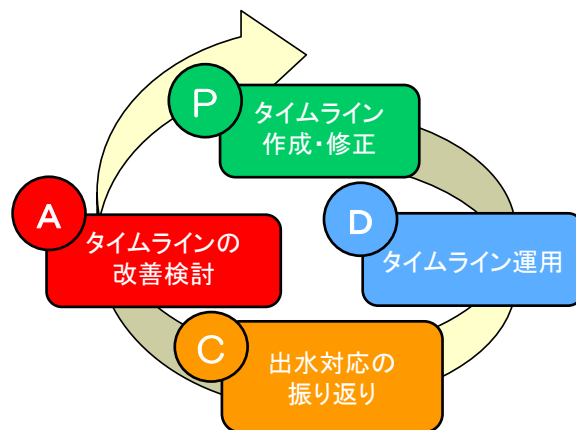 P
タイムライン
作成・修正
D
タイムライン運用
C
出水対応の
振り返り
A
タイムラインの
改善検討